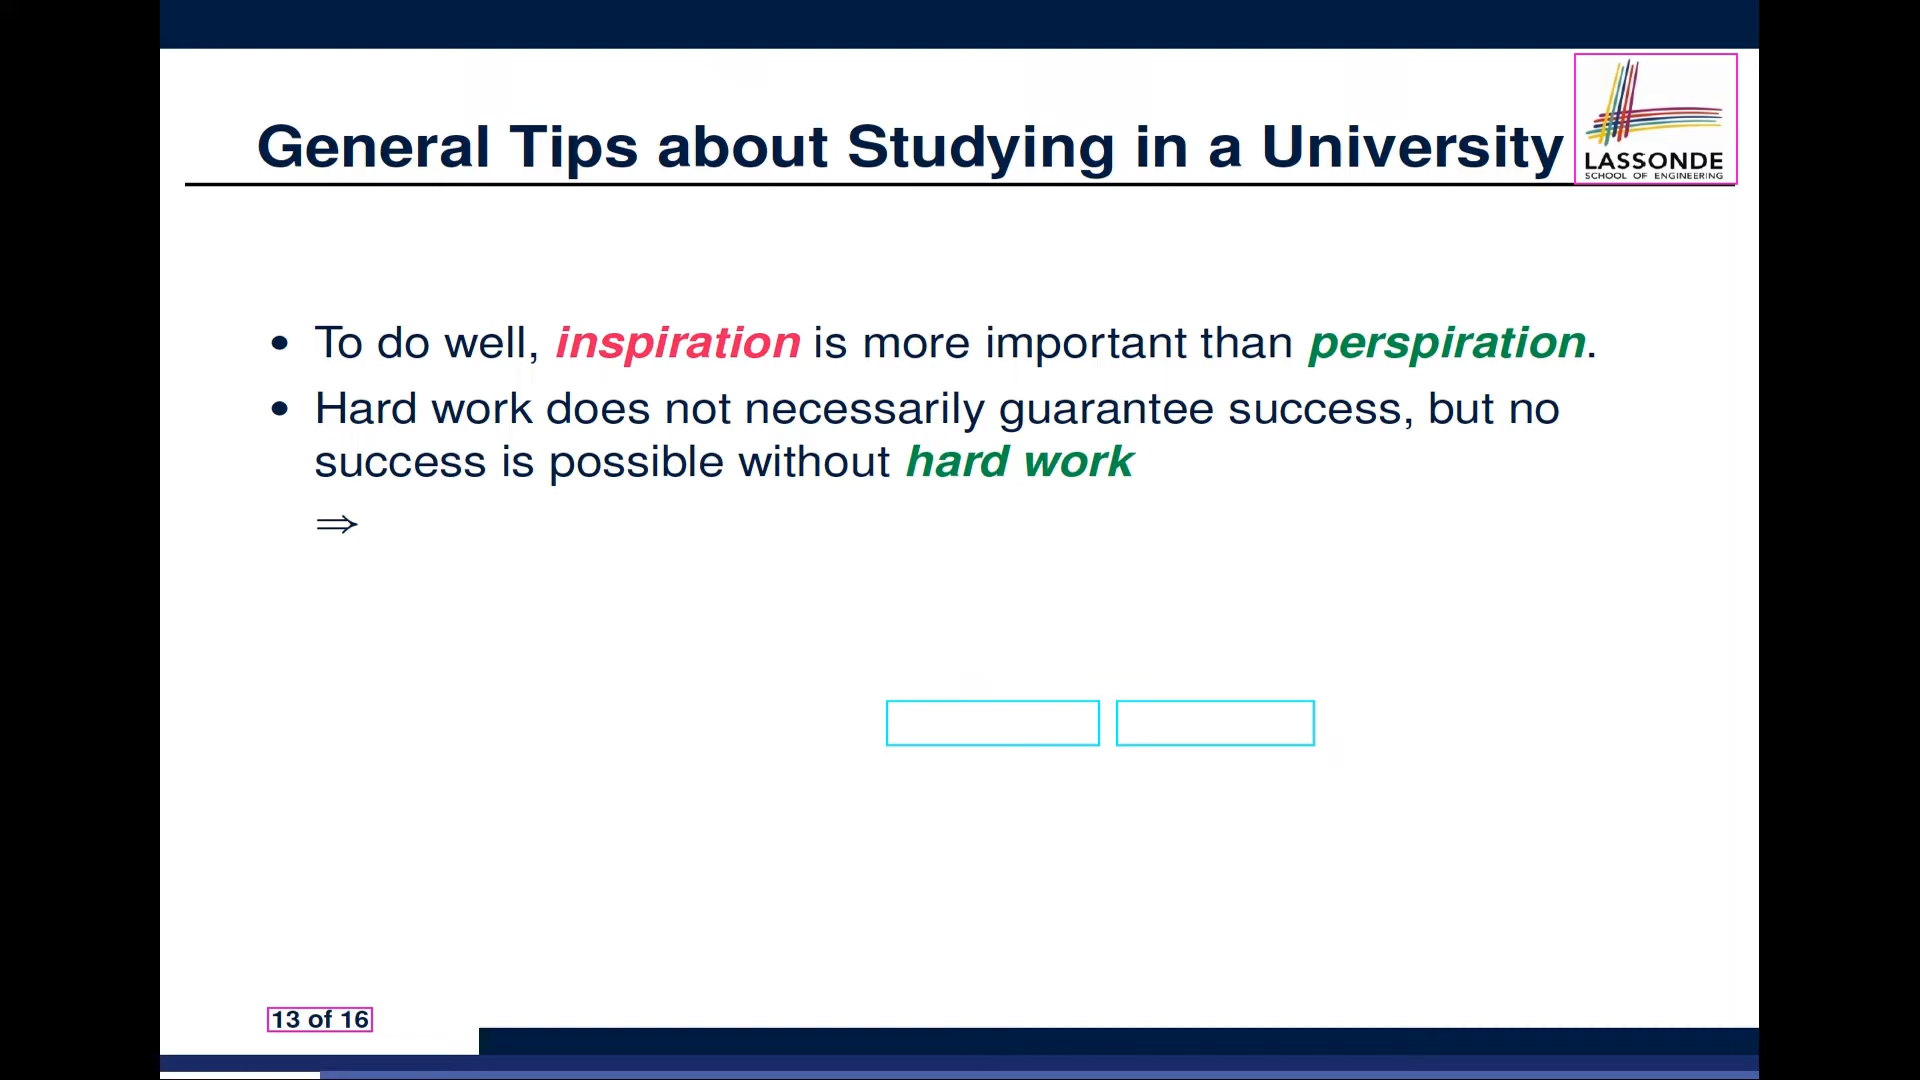 General Tips about Studying in a University
LASSONDE
SCHOOL OF ENGINEERING
• To do well, inspiration is more important than perspiration.
• Hard work does not necessarily guarantee success, but no
success is possible without hard work
⇒
13 of 16